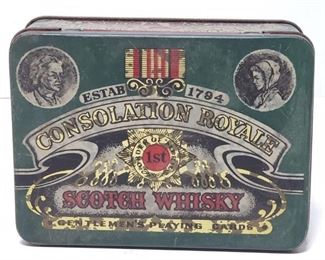 ESTAB 1794
CONSOLATION ROYALE
1st
SCOTCH WHISKY
GENTLEMEN'S PLAYING CARDS